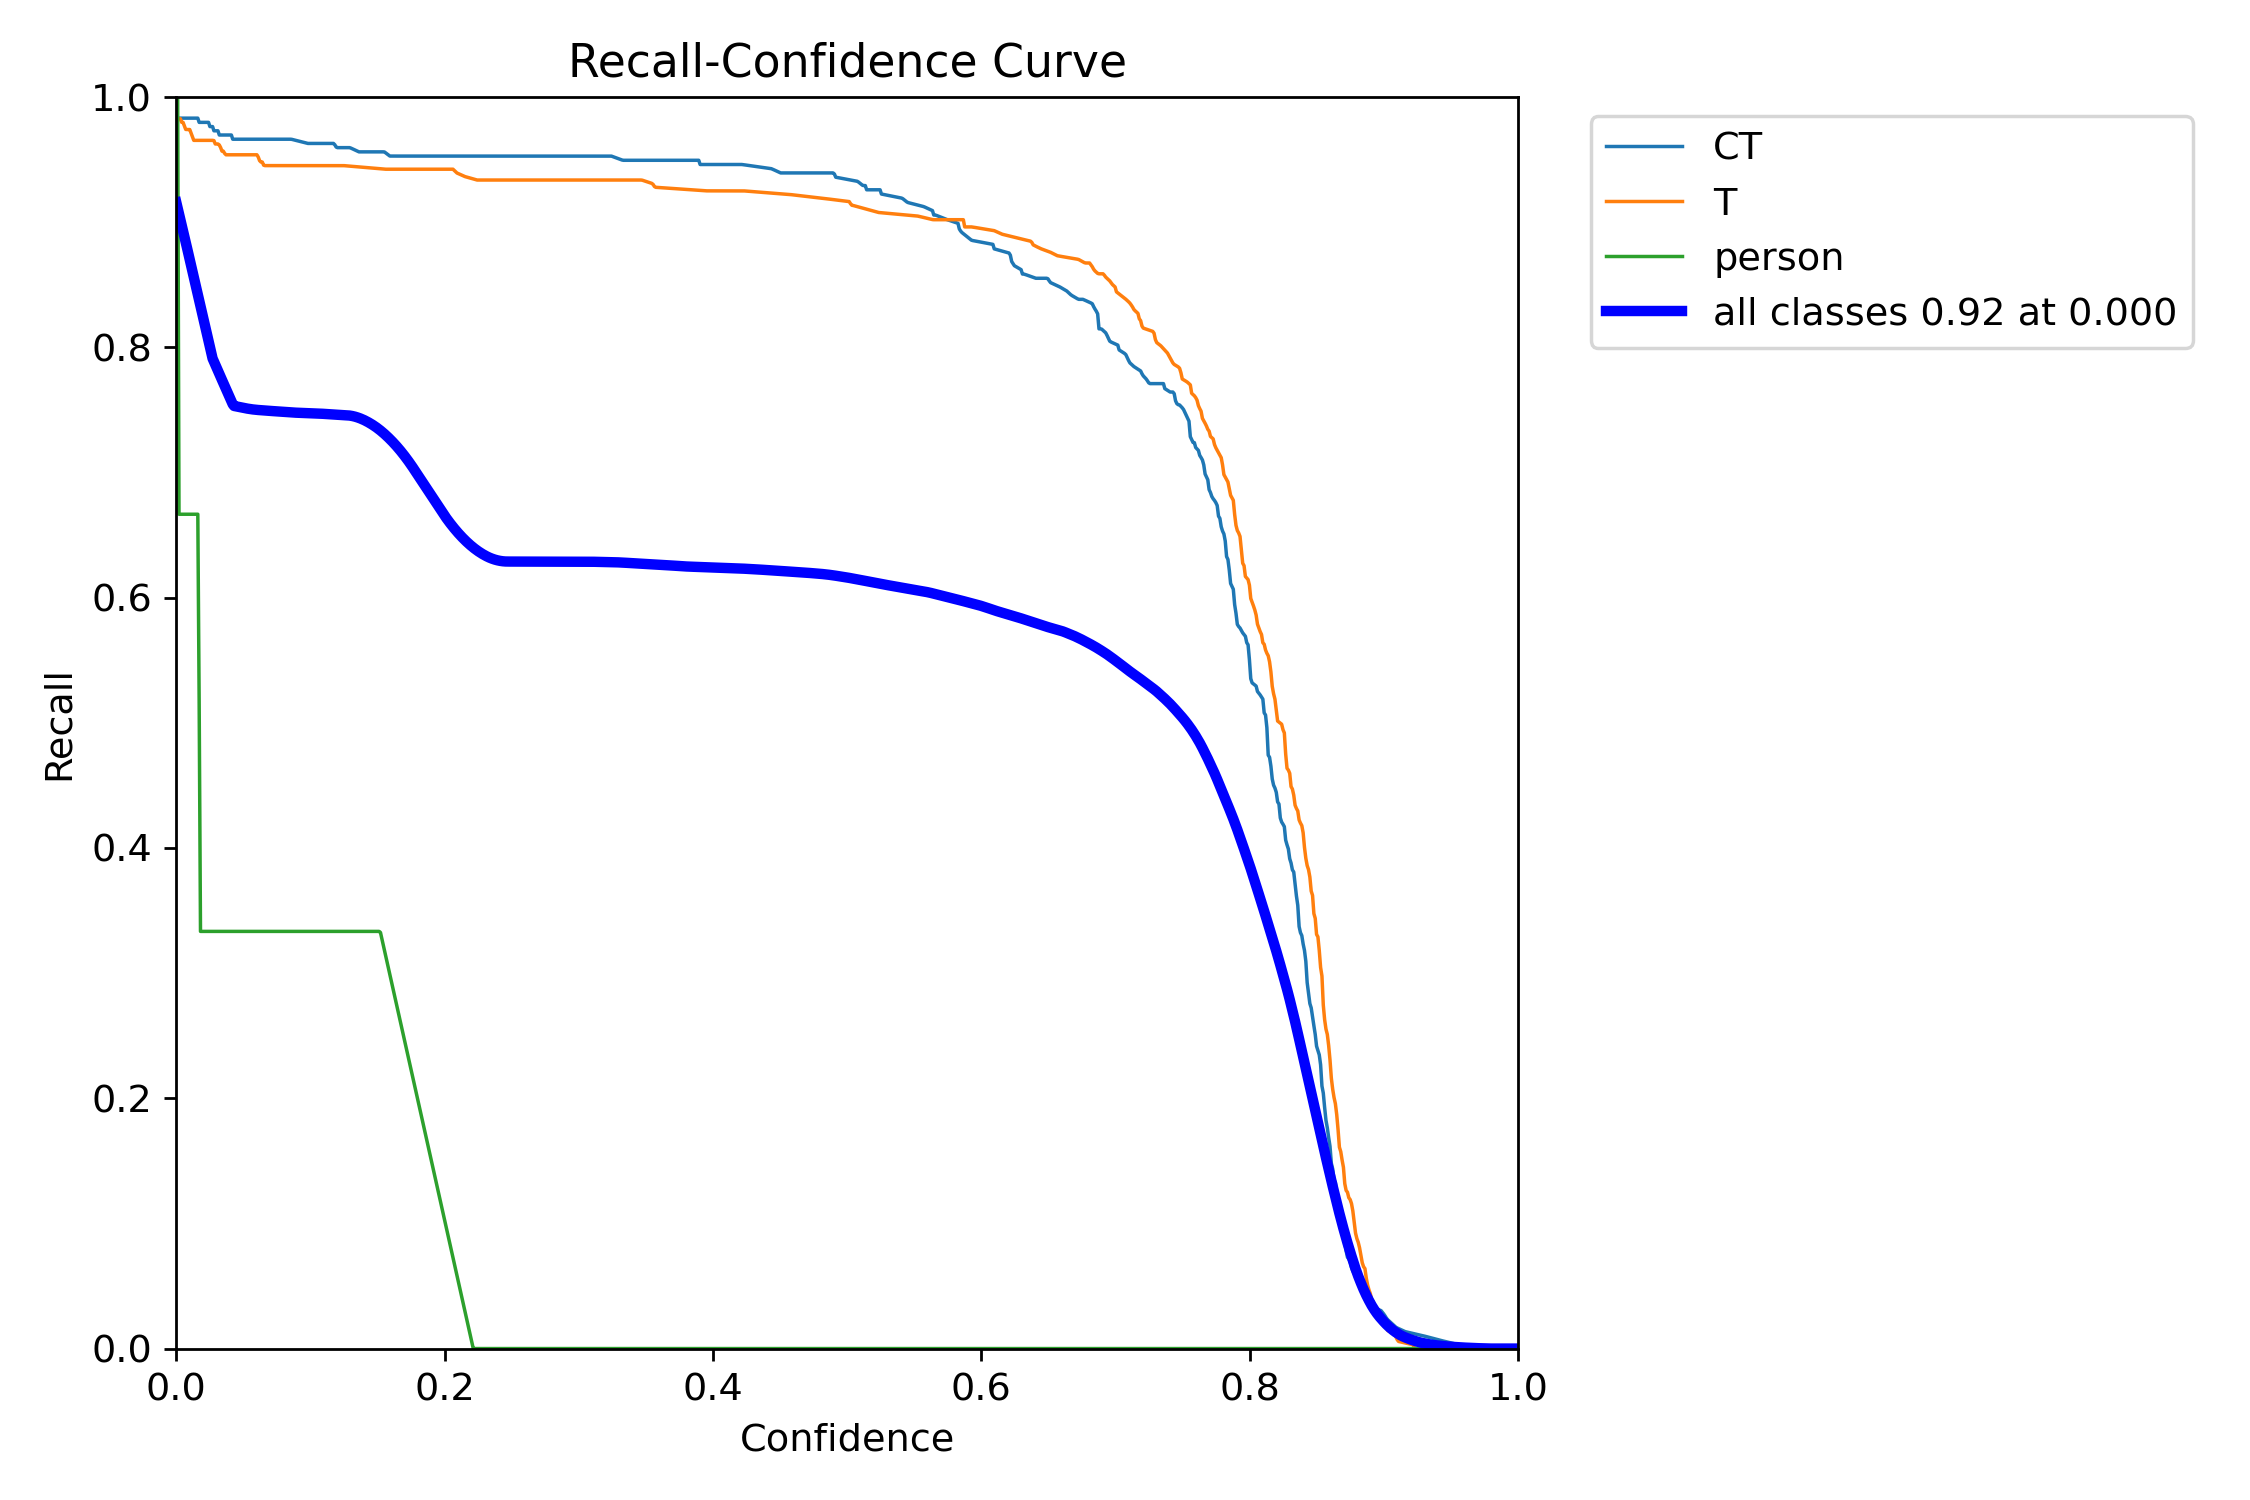 Recall-Confidence Curve
1.0
0.8
0.6
0.4
0.2
0.0
Recall
0.0 0.2 0.4 0.6 0.8 1.0
Confidence
CT
T
person
all classes 0.92 at 0.000